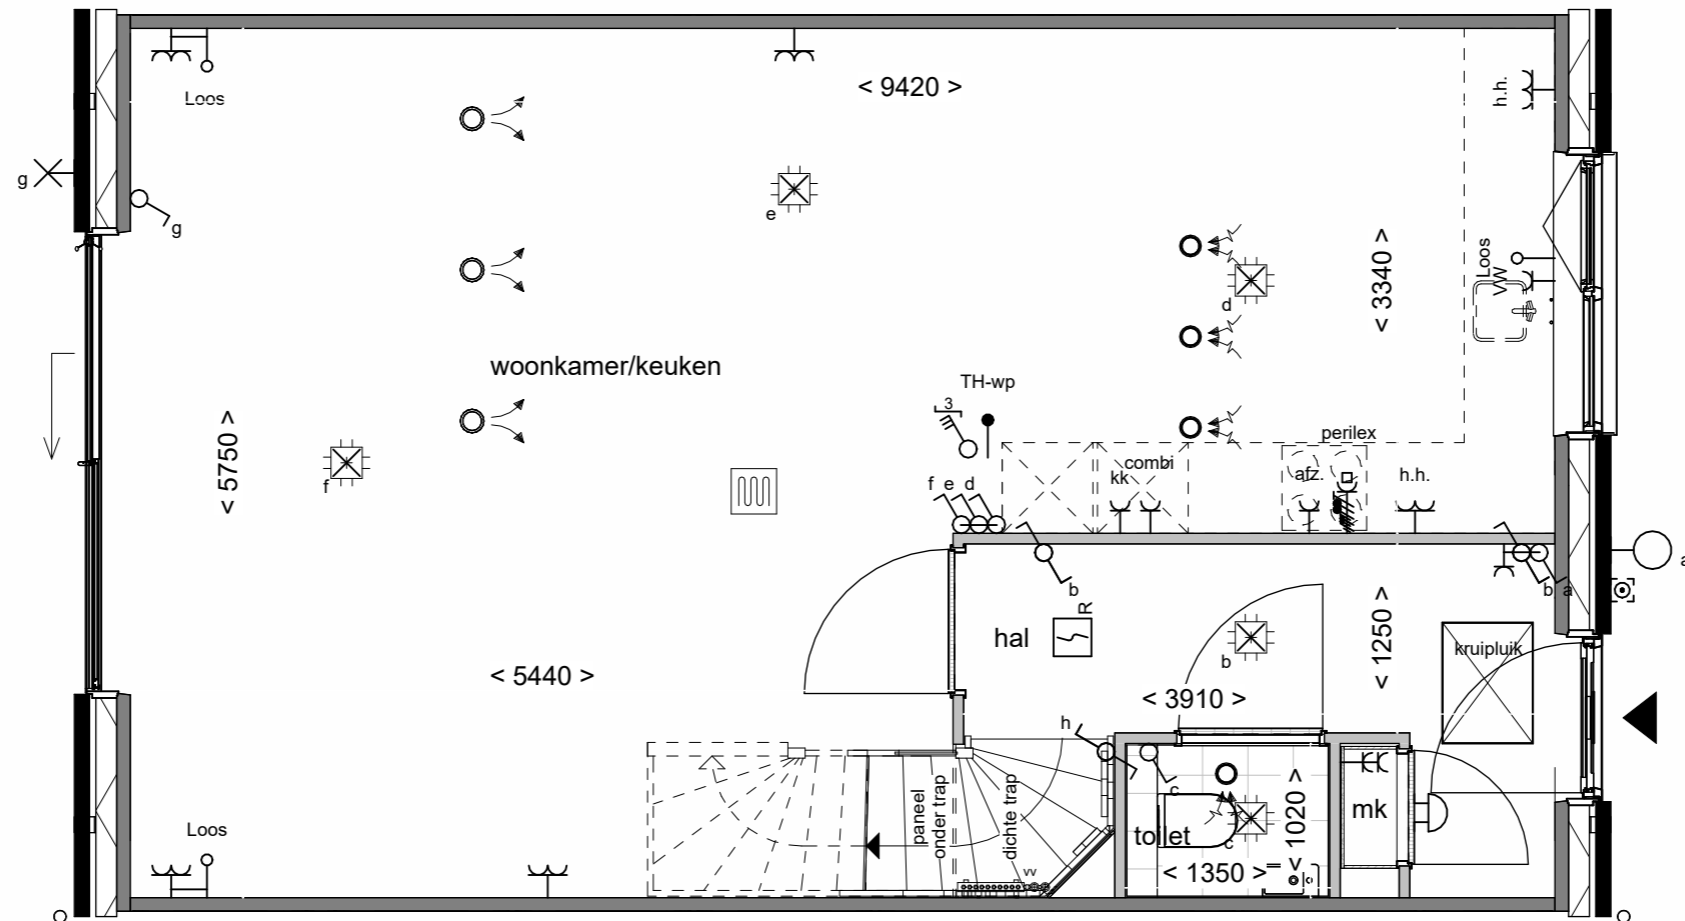 < 9420 >
Loos
h.h.
g
g
e
d
< 3340 >
Loos
VW
woonkamer/keuken
TH-wp
3
perilex
combi
kk
afz.
h.h.
< 5750 >
f
f e d
b
b a
a
R
hal
b
< 1250 >
kruipluik
< 5440 >
< 3910 >
h
c
paneel
onder trap
dichte trap
vv
toilet
c
< 1020 >
< 1350 >
mk
Loos